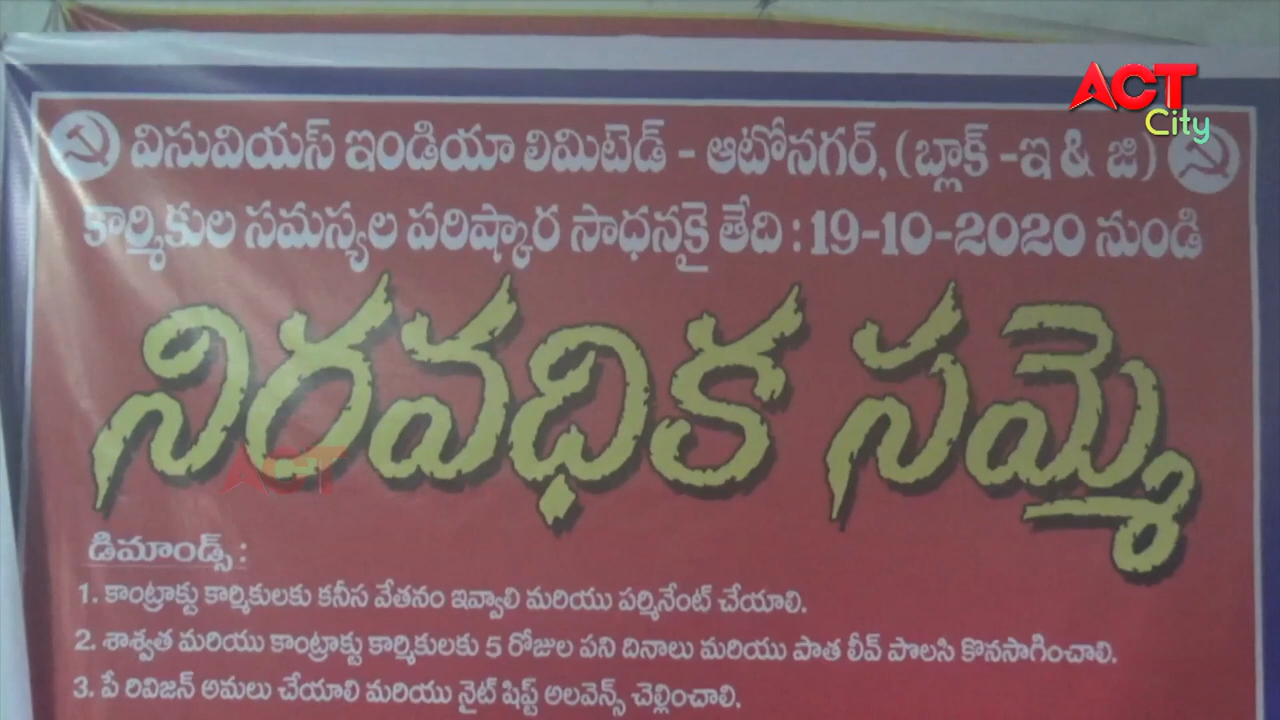 ACT
City
విసువియస్ ఇండియా లిమిటెడ్ - ఆటోనగర్, (బ్లాక్ -ఇ & జి)
కార్మికుల సమస్యల పరిష్కార సాధనకై తేది : 19-10-2020 నుండి
నిరవధిక సమ్మె
ACT
డిమాండ్స్ :
1. కాంట్రాక్టు కార్మికులకు కనీస వేతనం ఇవ్వాలి మరియు పర్మినేంట్ చేయాలి.
2. శాశ్వత మరియు కాంట్రాక్టు కార్మికులకు 5 రోజుల పని దినాలు మరియు పాత లీవ్ పాలసి కొనసాగించాలి.
3. పే రివిజన్ అమలు చేయాలి మరియు నైట్ షిఫ్ట్ అలవెన్స్ చెల్లించాలి.